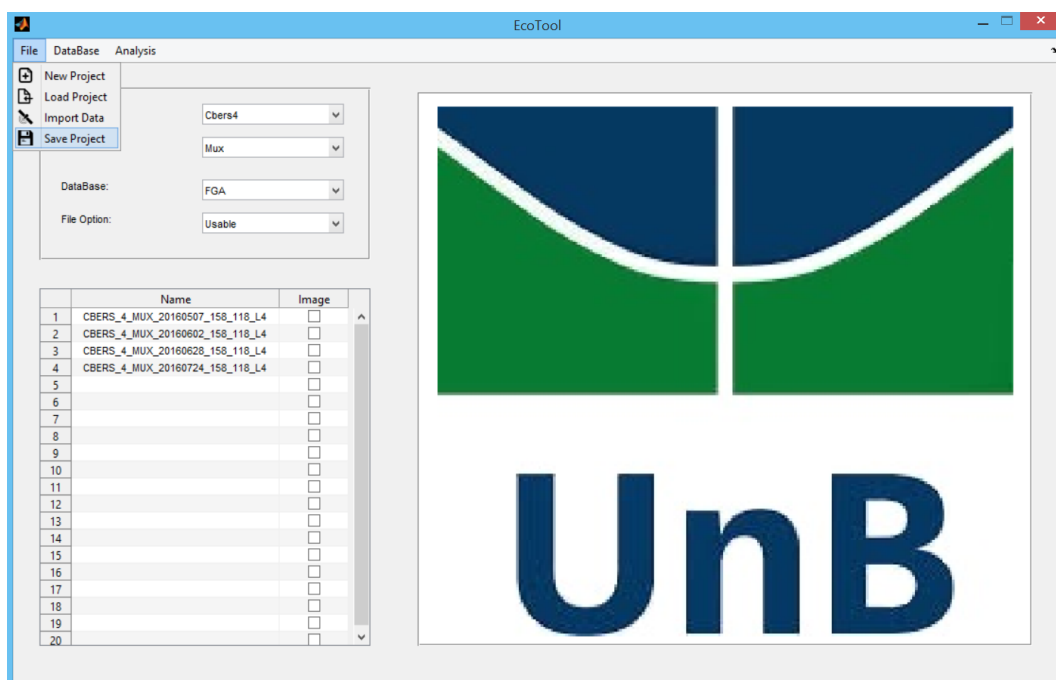 EcoTool
File DataBase Analysis
New Project
Load Project
Import Data
Save Project
Cbers4
Mux
DataBase: FGA
File Option: Usable
Name Image
1 CBERS_4_MUX_20160507_158_118_L4
2 CBERS_4_MUX_20160602_158_118_L4
3 CBERS_4_MUX_20160628_158_118_L4
4 CBERS_4_MUX_20160724_158_118_L4
5
6
7
8
9
10
11
12
13
14
15
16
17
18
19
20
UnB